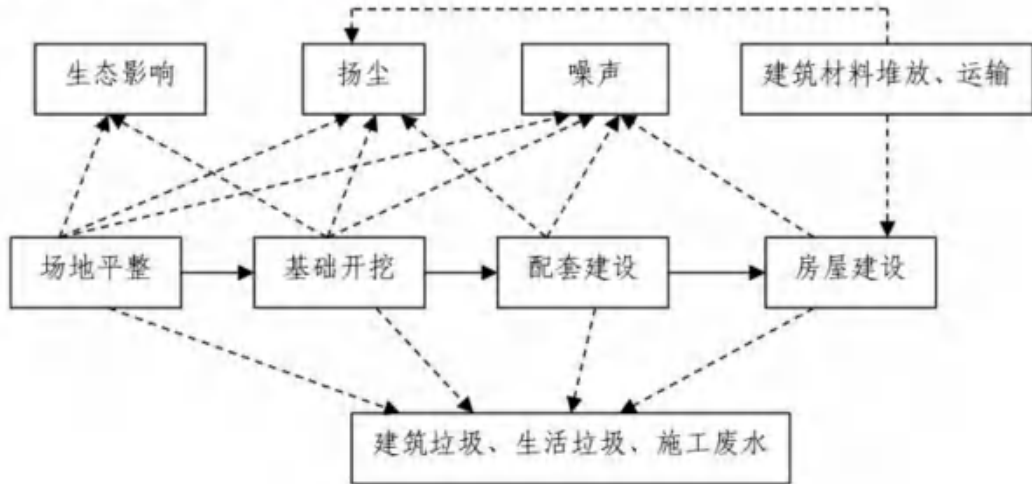 生态影响
扬尘
噪声
建筑材料堆放、运输
场地平整
基础开挖
配套建设
房屋建设
建筑垃圾、生活垃圾、施工废水